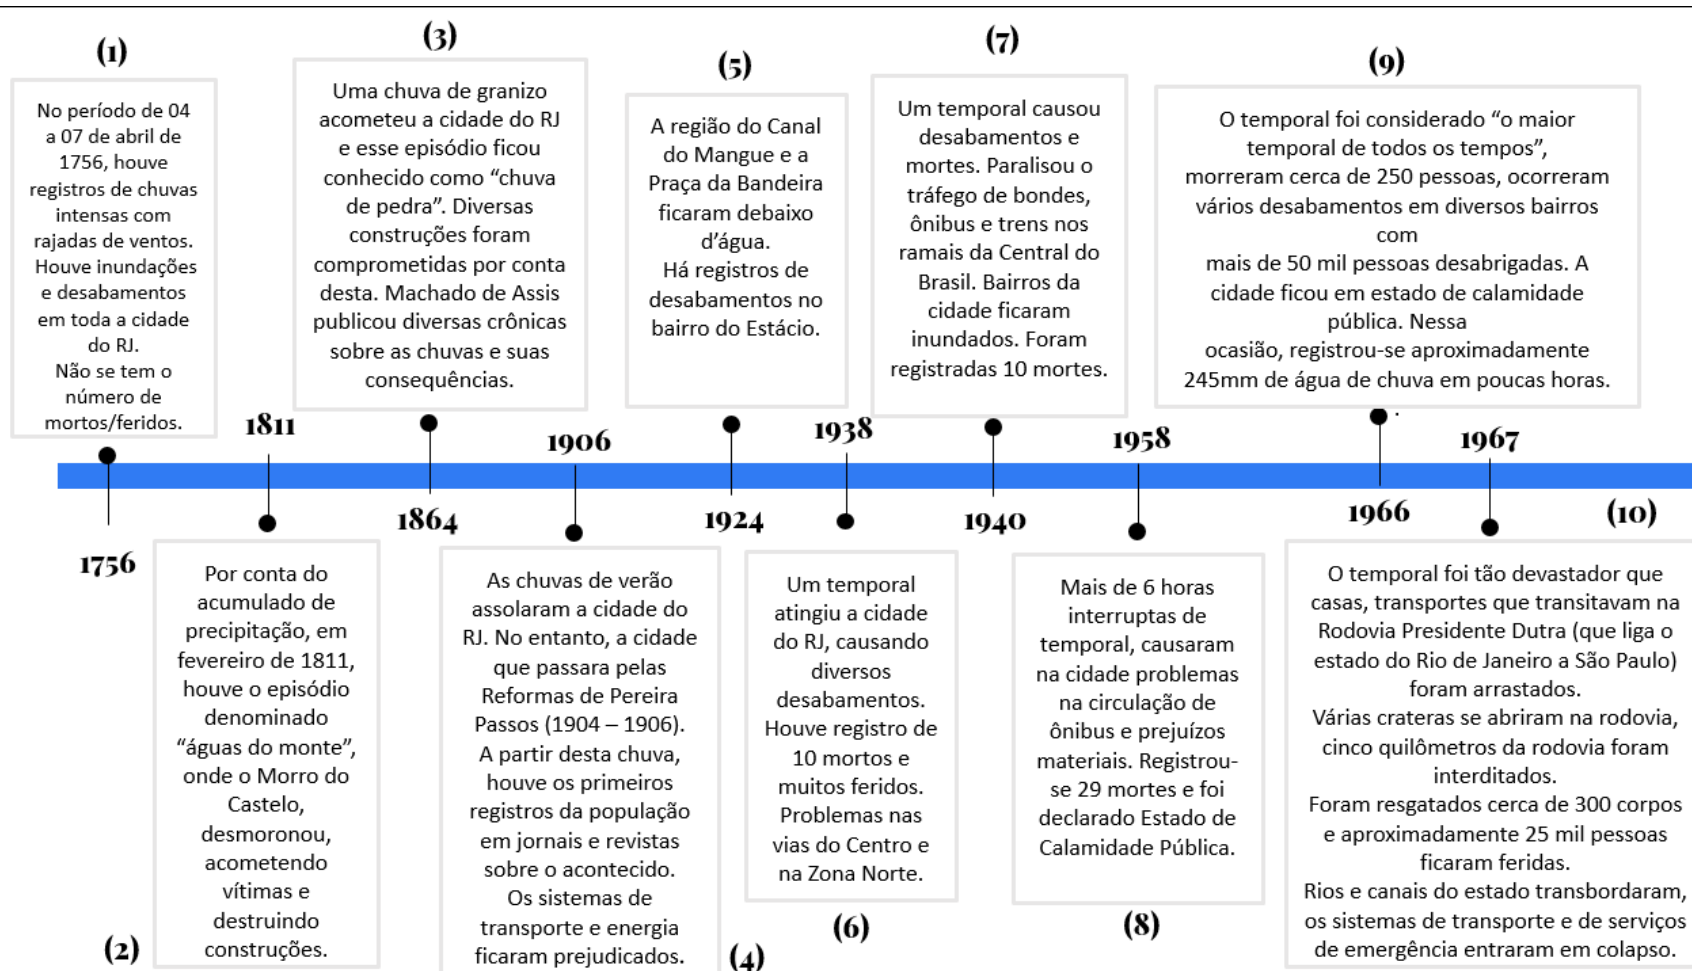 (1)
No período de 04
a 07 de abril de
1756, houve
registros de chuvas
intensas com
rajadas de ventos.
Houve inundações
e desabamentos
em toda a cidade
do RJ.
Não se tem o
número de
mortos/feridos.
1756
1811
Por conta do
acumulado de
precipitação, em
fevereiro de 1811,
houve o episódio
denominado
“águas do monte”,
onde o Morro do
Castelo,
desmoronou,
acometendo
vítimas e
destruindo
construções.
(2)
(3)
Uma chuva de granizo
acometeu a cidade do RJ
e esse episódio ficou
conhecido como “chuva
de pedra”. Diversas
construções foram
comprometidas por conta
desta. Machado de Assis
publicou diversas crônicas
sobre as chuvas e suas
consequências.
1864
1906
As chuvas de verão
assolaram a cidade do
RJ. No entanto, a cidade
que passara pelas
Reformas de Pereira
Passos (1904 – 1906).
A partir desta chuva,
houve os primeiros
registros da população
em jornais e revistas
sobre o acontecido.
Os sistemas de
transporte e energia
ficaram prejudicados.
(4)
(5)
A região do Canal
do Mangue e a
Praça da Bandeira
ficaram debaixo
d’água.
Há registros de
desabamentos no
bairro do Estácio.
1924
1938
Um temporal
atingiu a cidade
do RJ, causando
diversos
desabamentos.
Houve registro de
10 mortos e
muitos feridos.
Problemas nas
vias do Centro e
na Zona Norte.
(6)
(7)
Um temporal causou
desabamentos e
mortes. Paralisou o
tráfego de bondes,
ônibus e trens nos
ramais da Central do
Brasil. Bairros da
cidade ficaram
inundados. Foram
registradas 10 mortes.
1940
1958
Mais de 6 horas
interruptas de
temporal, causaram
na cidade problemas
na circulação de
ônibus e prejuízos
materiais. Registrou-
se 29 mortes e foi
declarado Estado de
Calamidade Pública.
(8)
(9)
O temporal foi considerado “o maior
temporal de todos os tempos”,
morreram cerca de 250 pessoas, ocorreram
vários desabamentos em diversos bairros
com
mais de 50 mil pessoas desabrigadas. A
cidade ficou em estado de calamidade
pública. Nessa
ocasião, registrou-se aproximadamente
245mm de água de chuva em poucas horas.
.
1966
1967
(10)
O temporal foi tão devastador que
casas, transportes que transitavam na
Rodovia Presidente Dutra (que liga o
estado do Rio de Janeiro a São Paulo)
foram arrastados.
Várias crateras se abriram na rodovia,
cinco quilômetros da rodovia foram
interditados.
Foram resgatados cerca de 300 corpos
e aproximadamente 25 mil pessoas
ficaram feridas.
Rios e canais do estado transbordaram,
os sistemas de transporte e de serviços
de emergência entraram em colapso.